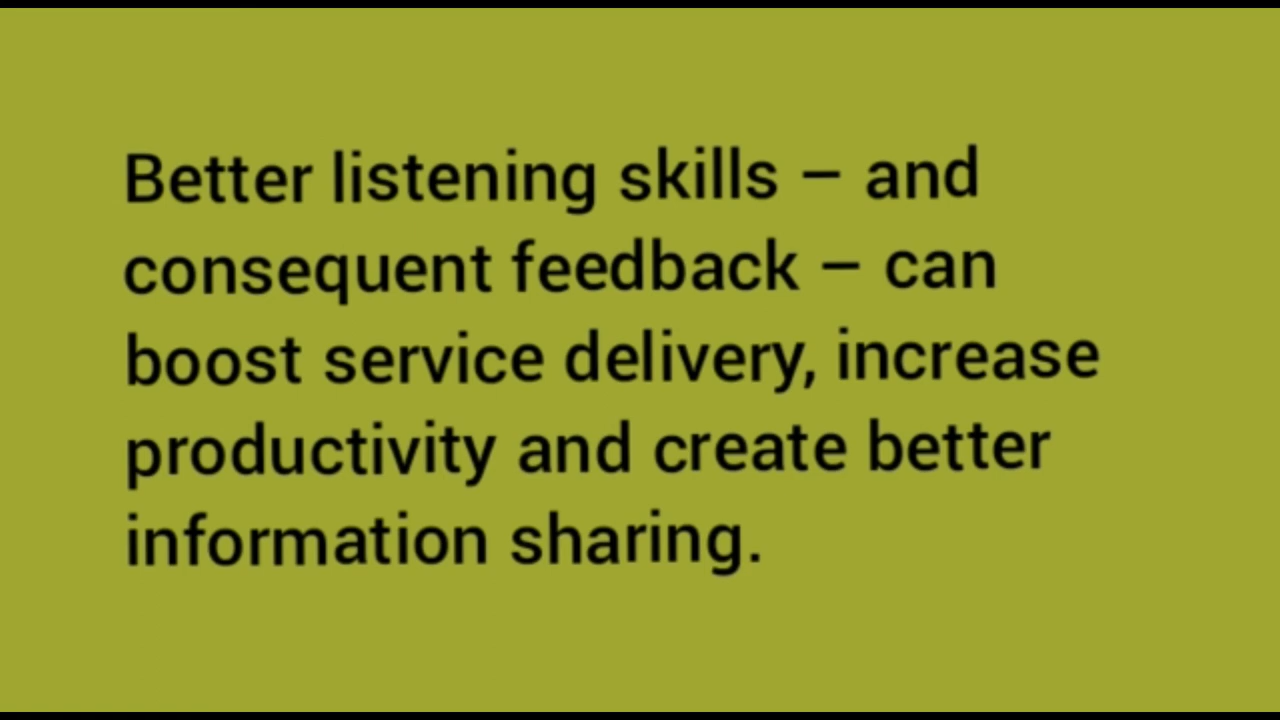 Better listening skills – and
consequent feedback – can
boost service delivery, increase
productivity and create better
information sharing.